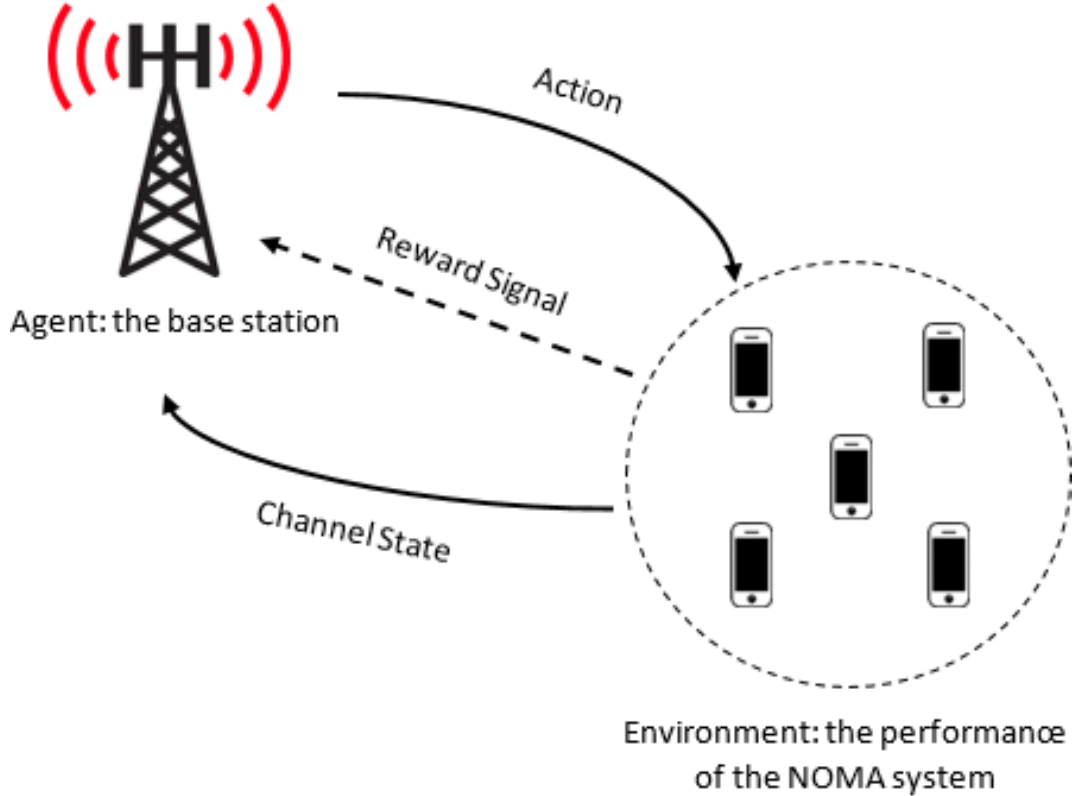 Action
Reward Signal
Agent: the base station
Channel State
Environment: the performance
of the NOMA system